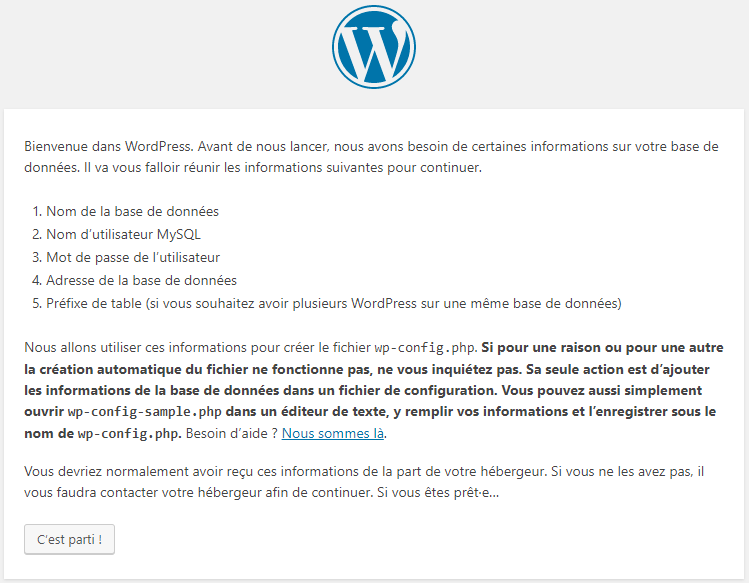 Bienvenue dans WordPress. Avant de nous lancer, nous avons besoin de certaines informations sur votre base de
données. Il va vous falloir réunir les informations suivantes pour continuer.
1. Nom de la base de données
2. Nom d’utilisateur MySQL
3. Mot de passe de l’utilisateur
4. Adresse de la base de données
5. Préfixe de table (si vous souhaitez avoir plusieurs WordPress sur une même base de données)
Nous allons utiliser ces informations pour créer le fichier wp-config.php. Si pour une raison ou pour une autre
la création automatique du fichier ne fonctionne pas, ne vous inquiétez pas. Sa seule action est d’ajouter
les informations de la base de données dans un fichier de configuration. Vous pouvez aussi simplement
ouvrir wp-config-sample.php dans un éditeur de texte, y remplir vos informations et l’enregistrer sous le
nom de wp-config.php. Besoin d’aide ? Nous sommes là.
Vous devriez normalement avoir reçu ces informations de la part de votre hébergeur. Si vous ne les avez pas, il
vous faudra contacter votre hébergeur afin de continuer. Si vous êtes prêt·e…
C’est parti !